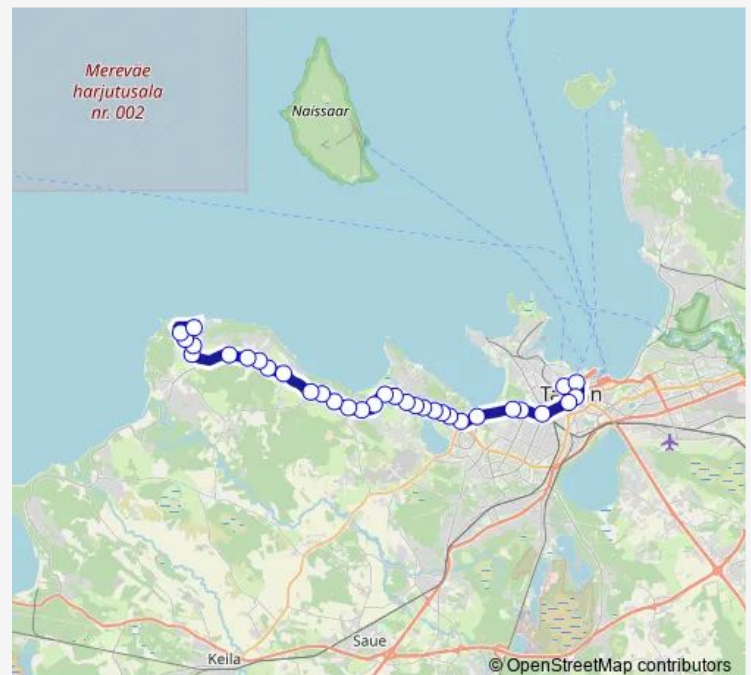 Mereväe
harjutusala
nr. 002
Naissaar
Saue
Keila
© OpenStreetMap contributors